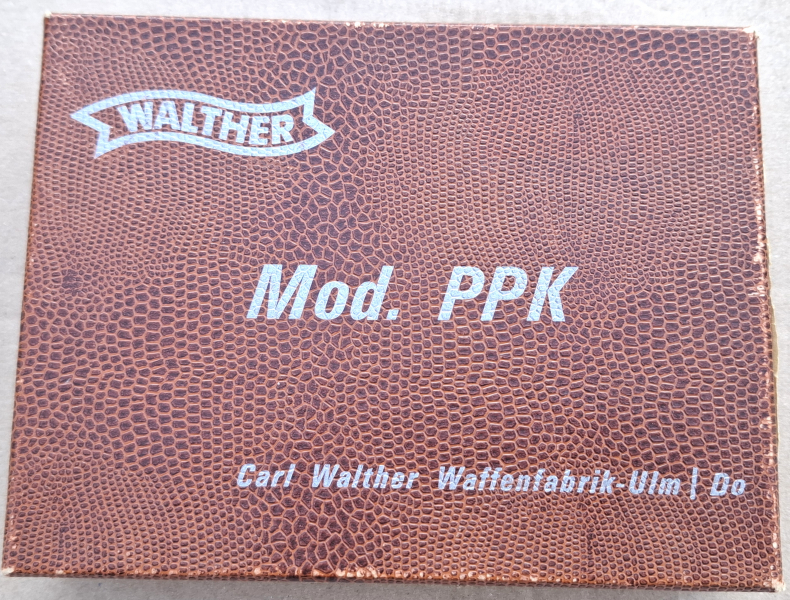 WALTHER
Mod. PPK
Carl Walther Waffenfabrik-Ulm | Do